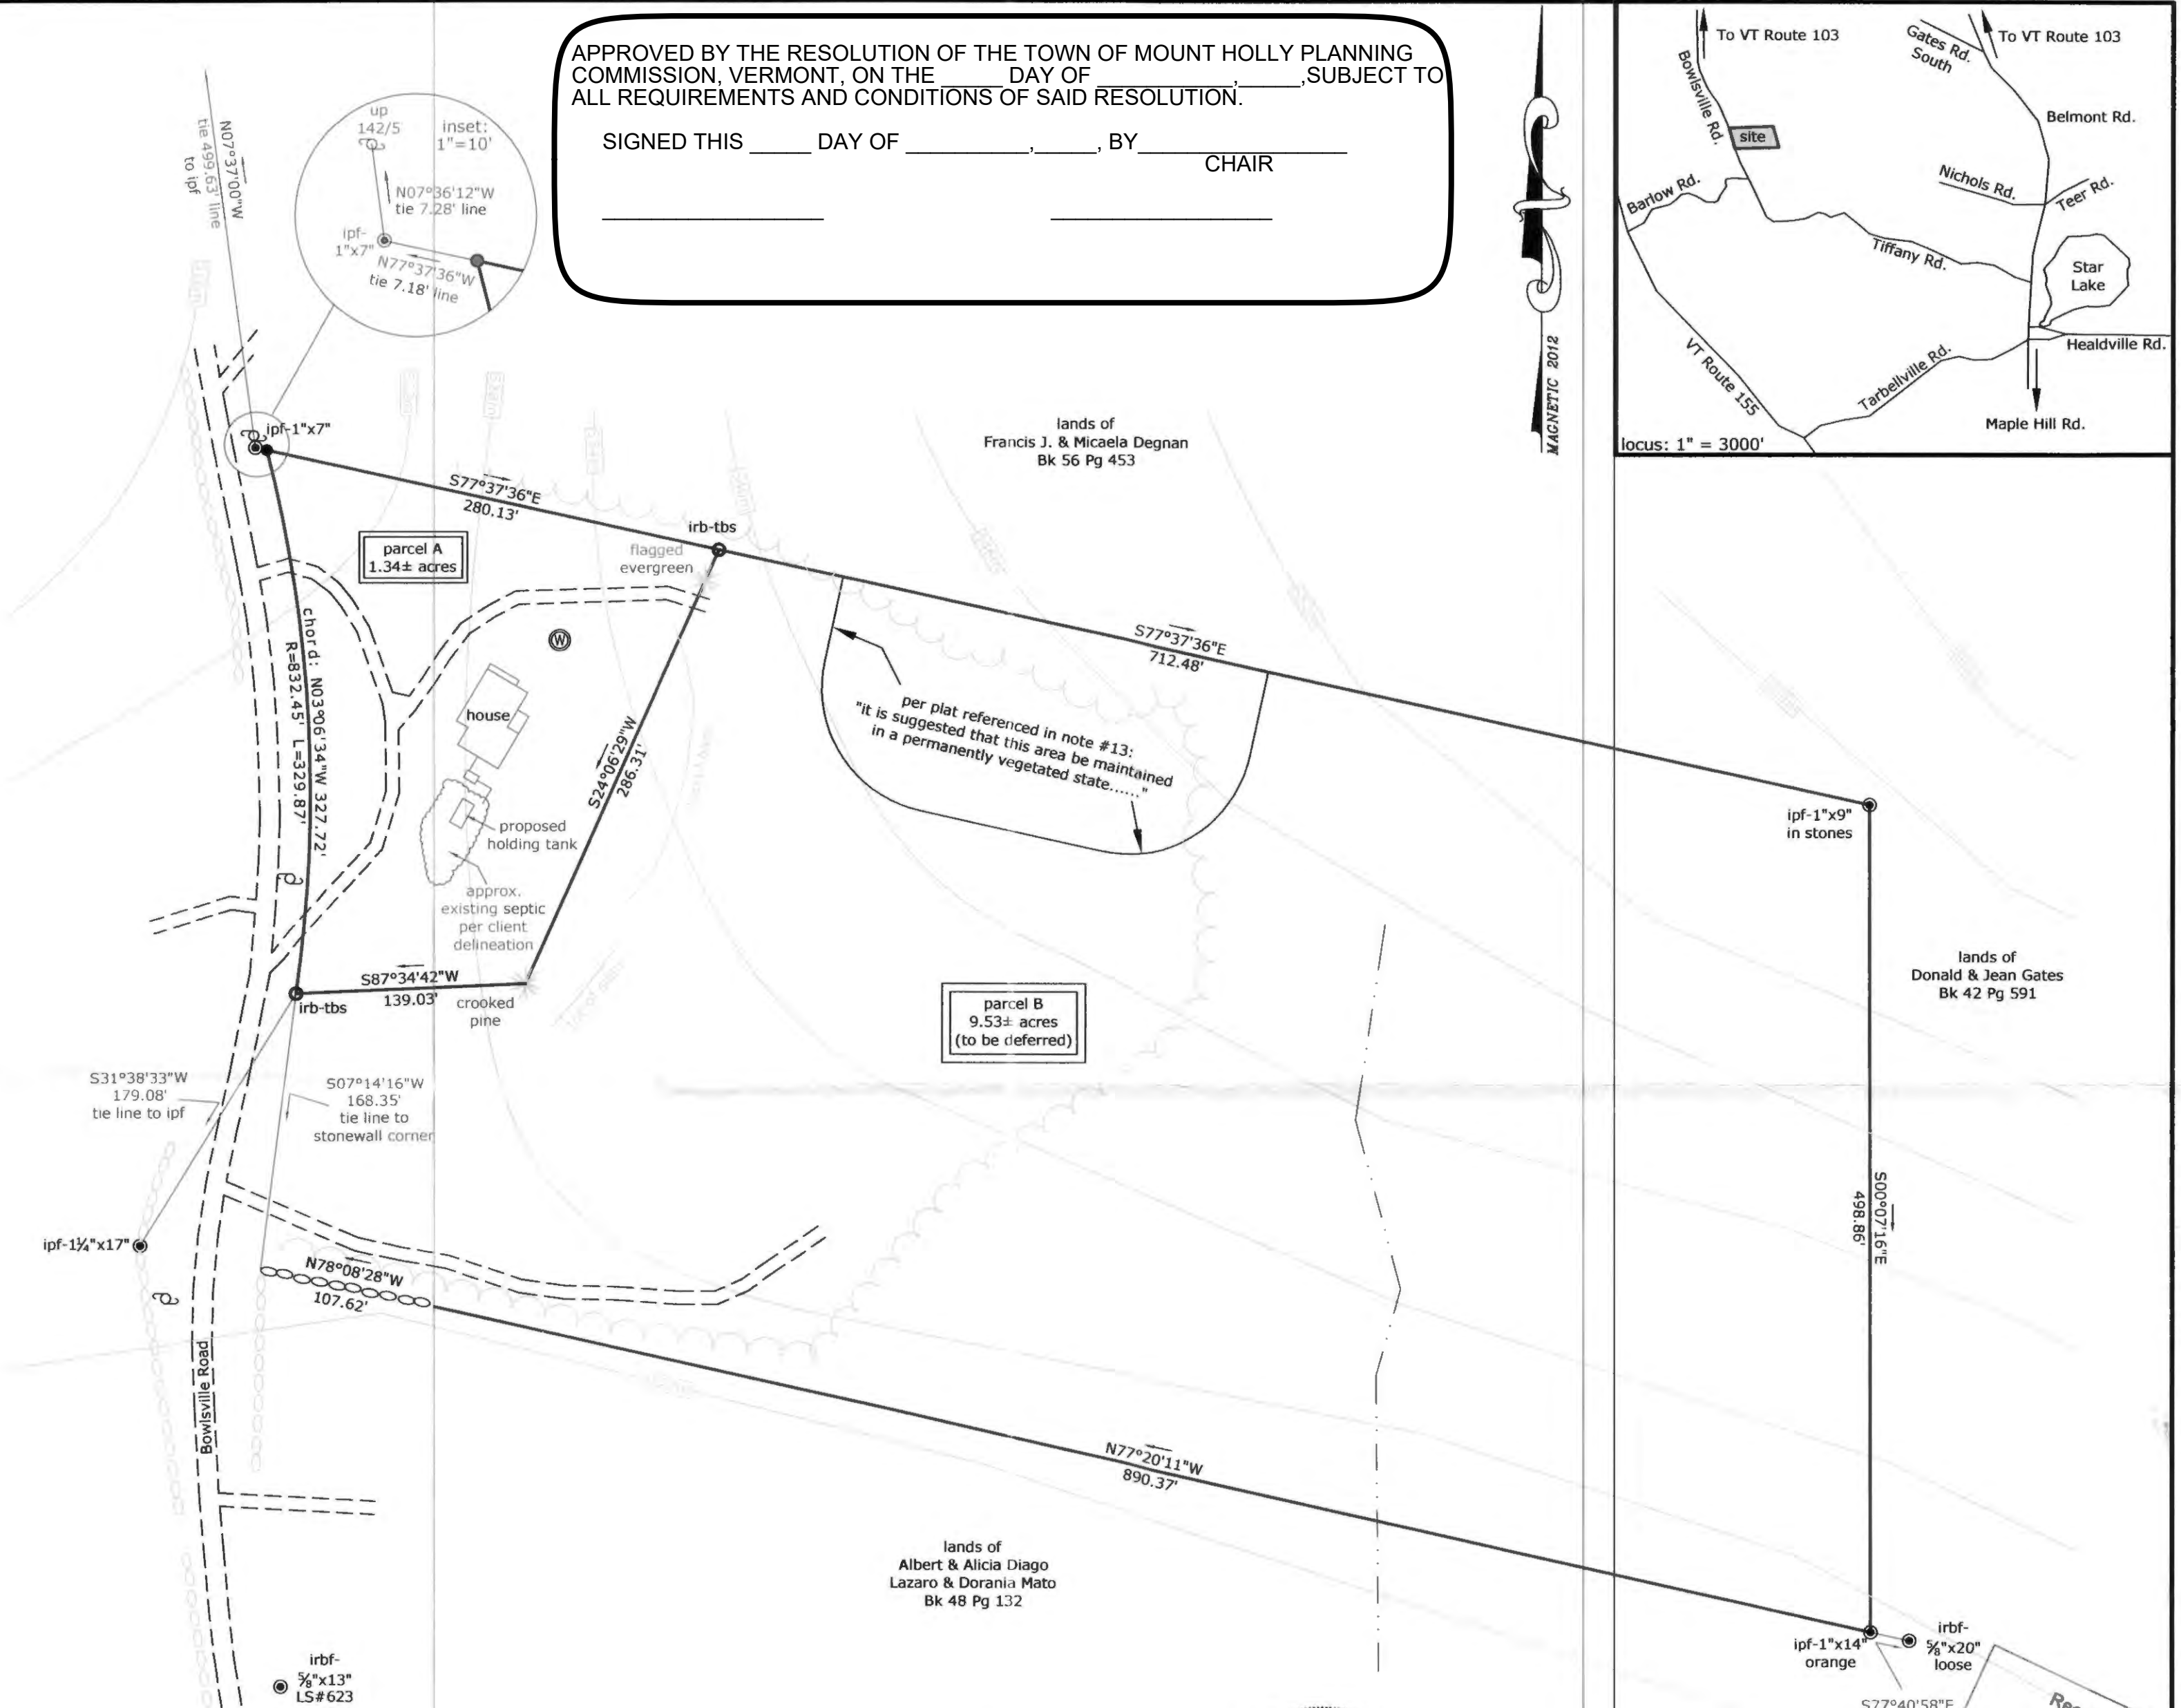 APPROVED BY THE RESOLUTION OF THE TOWN OF MOUNT HOLLY PLANNING
COMMISSION, VERMONT, ON THE _____ DAY OF ___________,_____,SUBJECT TO
ALL REQUIREMENTS AND CONDITIONS OF SAID RESOLUTION.
SIGNED THIS _____ DAY OF __________,_____, BY_________________
CHAIR
To VT Route 103
Gates Rd.
South
To VT Route 103
Bowlsville Rd.
Belmont Rd.
site
Nichols Rd.
Teer Rd.
Barlow Rd.
Tiffany Rd.
Star
Lake
Healdville Rd.
VT Route 155
Tarbellville Rd.
Maple Hill Rd.
locus: 1" = 3000'
MAGNETIC 2012
N07°37'00"W
tie 499.63' line
to ipf
up
142/5
inset:
1"=10'
N07°36'12"W
tie 7.28' line
ipf-
1"x7"
N77°37'36"W
tie 7.18' line
ipf-1"x7"
lands of
Francis J. & Micaela Degnan
Bk 56 Pg 453
S77°37'36"E
280.13'
irb-tbs
flagged
evergreen
parcel A
1.34± acres
chord: N03°06'34"W 327.72'
R=832.45' L=329.87'
W
house
S24°06'29"W
286.31'
proposed
holding tank
approx.
existing septic
per client
delineation
S77°37'36"E
712.48'
per plat referenced in note #13:
"it is suggested that this area be maintained
in a permanently vegetated state......"
ipf-1"x9"
in stones
lands of
Donald & Jean Gates
Bk 42 Pg 591
S87°34'42"W
139.03'
irb-tbs
crooked
pine
parcel B
9.53± acres
(to be deferred)
S31°38'33"W
179.08'
tie line to ipf
S07°14'16"W
168.35'
tie line to
stonewall corner
S00°07'16"E
498.86'
ipf-1¼"x17"
N78°08'28"W
107.62'
Bowlsville Road
N77°20'11"W
890.37'
lands of
Albert & Alicia Diago
Lazaro & Dorania Mato
Bk 48 Pg 132
irbf-
⅝"x13"
LS#623
ipf-1"x14"
orange
irbf-
⅝"x20"
loose
S77°40'58"E